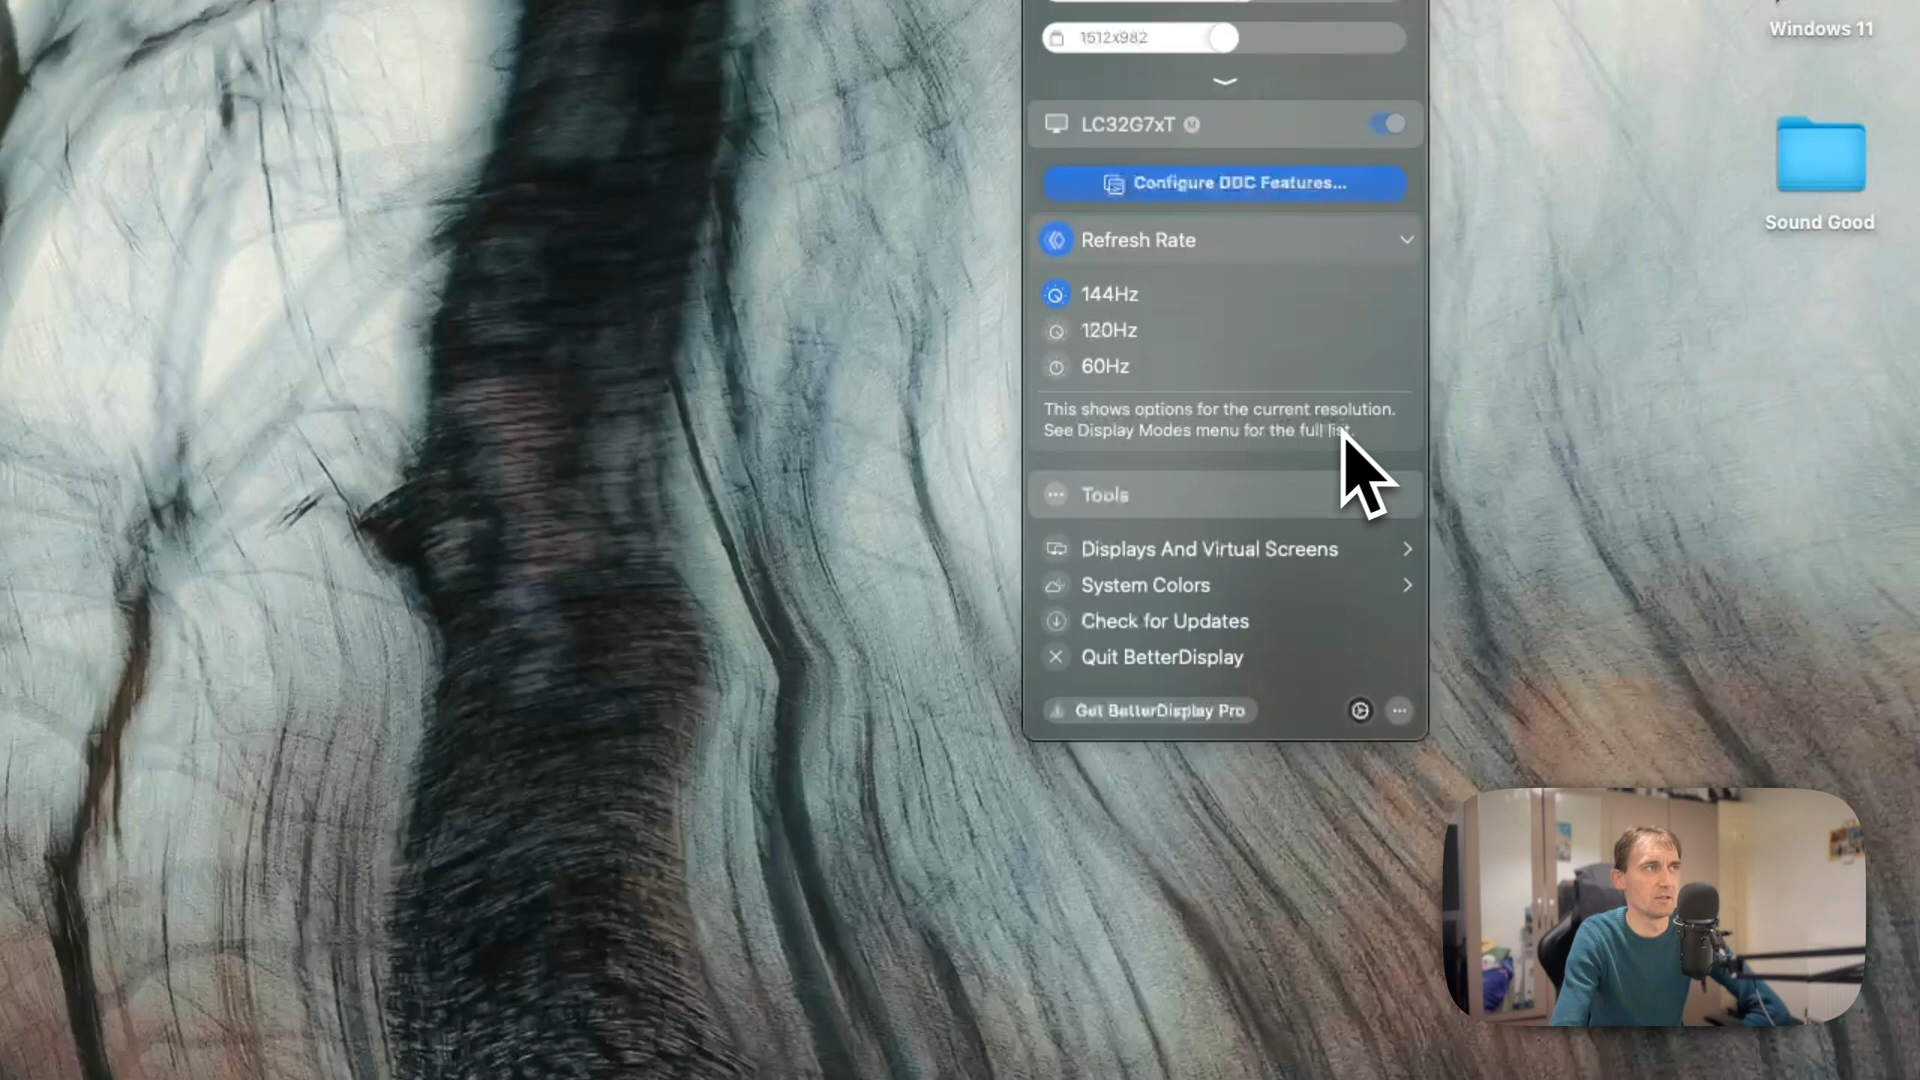 1512x982
Windows 11
LC32G7xT
Configure DDC Features...
Sound Good
Refresh Rate
144Hz
120Hz
60Hz
This shows options for the current resolution.
See Display Modes menu for the full list.
Tools
Displays And Virtual Screens
System Colors
Check for Updates
Quit BetterDisplay
Get BetterDisplay Pro